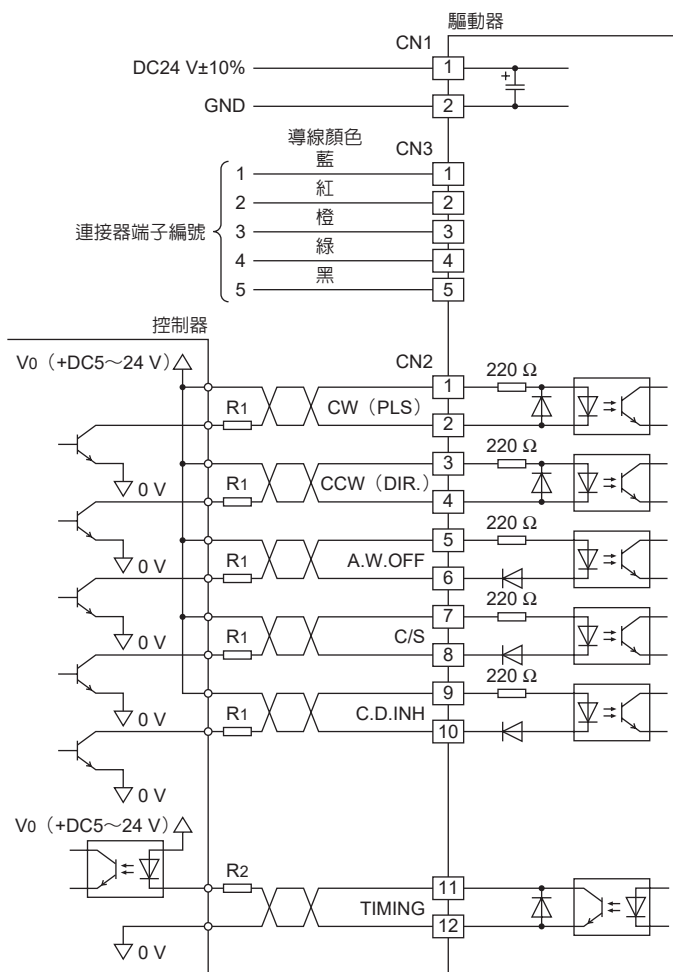 驅動器
CN1
DC24 V±10%
1
+
GND
2
導線顏色
CN3
1
藍
1
2
紅
2
連接器端子編號
3
橙
3
4
綠
4
5
黑
5
控制器
V0（+DC5～24 V）
CN2
220 Ω
1
R1
CW（PLS）
2
0 V
220 Ω
3
R1
CCW（DIR.）
4
0 V
220 Ω
5
R1
A.W.OFF
6
0 V
220 Ω
7
R1
C/S
8
0 V
220 Ω
9
R1
C.D.INH
10
0 V
V0（+DC5～24 V）
R2
11
TIMING
12
0 V